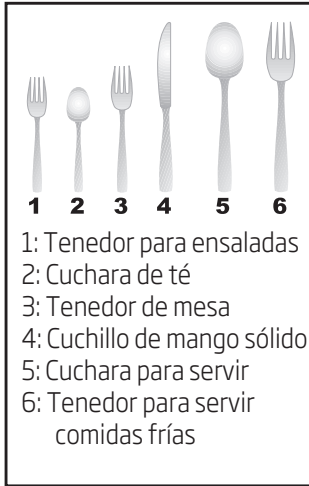 1 2 3 4 5 6
1: Tenedor para ensaladas
2: Cuchara de té
3: Tenedor de mesa
4: Cuchillo de mango sólido
5: Cuchara para servir
6: Tenedor para servir
comidas frías